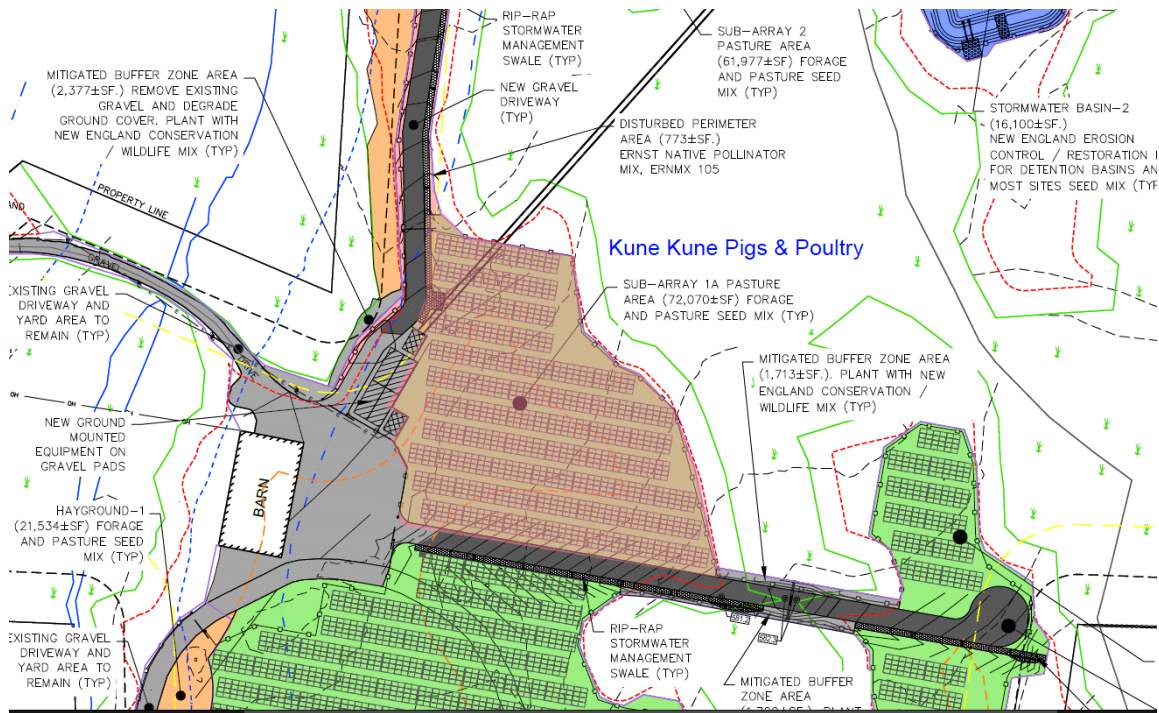 RIP-RAP
STORMWATER
MANAGEMENT
SWALE (TYP)
SUB-ARRAY 2
PASTURE AREA
(61,977±SF) FORAGE
AND PASTURE SEED
MIX (TYP)
MITIGATED BUFFER ZONE AREA
(2,377±SF.) REMOVE EXISTING
GRAVEL AND DEGRADE
GROUND COVER. PLANT WITH
NEW ENGLAND CONSERVATION
/ WILDLIFE MIX (TYP)
NEW GRAVEL
DRIVEWAY
(TYP)
DISTURBED PERIMETER
AREA (773±SF.)
ERNST NATIVE POLLINATOR
MIX, ERNMX 105
STORMWATER BASIN-2
(16,100±SF.)
NEW ENGLAND EROSION
CONTROL / RESTORATION
FOR DETENTION BASINS AN
MOST SITES SEED MIX (TYP
PROPERTY LINE
AND
GRAVEL
DRIVE
Kune Kune Pigs & Poultry
SUB-ARRAY 1A PASTURE
AREA (72,070±SF) FORAGE
AND PASTURE SEED MIX (TYP)
EXISTING GRAVEL
DRIVEWAY AND
YARD AREA TO
REMAIN (TYP)
MITIGATED BUFFER ZONE AREA
(1,713±SF.). PLANT WITH NEW
ENGLAND CONSERVATION /
WILDLIFE MIX (TYP)
OH
OH
OH
NEW GROUND
MOUNTED
EQUIPMENT ON
GRAVEL PADS
BARN
HAYGROUND-1
(21,534±SF) FORAGE
AND PASTURE SEED
MIX (TYP)
EXISTING GRAVEL
DRIVEWAY AND
YARD AREA TO
REMAIN (TYP)
RIP-RAP
STORMWATER
MANAGEMENT
SWALE (TYP)
MITIGATED BUFFER
ZONE AREA
PLANT